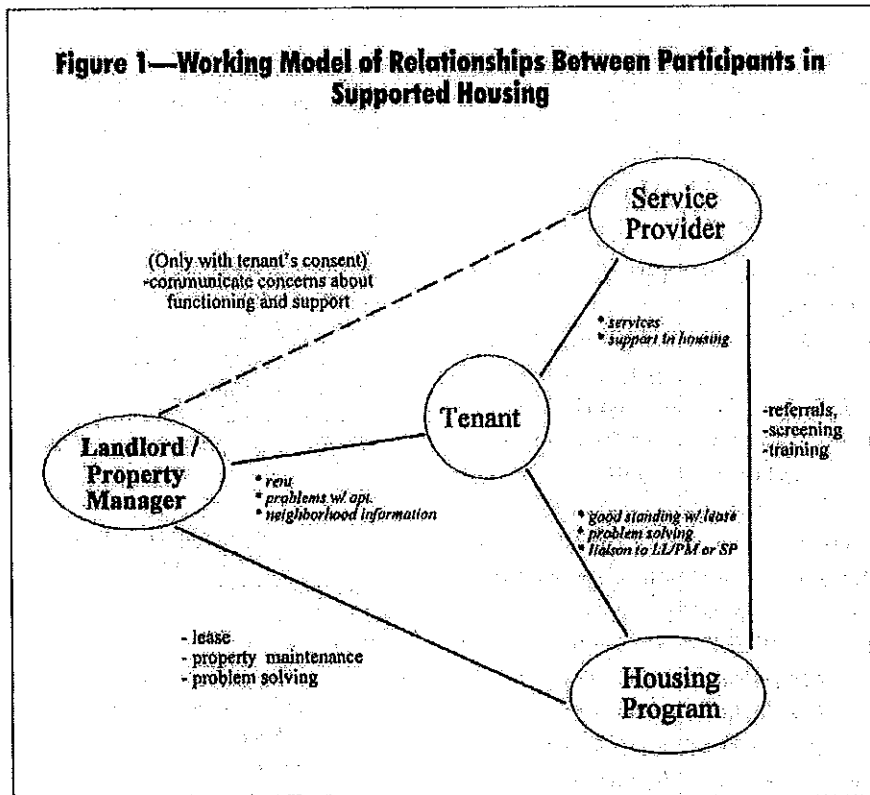 Figure 1—Working Model of Relationships Between Participants in
Supported Housing
Service
Provider
(Only with tenant's consent)
-communicate concerns about
functioning and support
* services
* support in housing
Tenant
-referrals,
-screening
-training
Landlord /
Property
Manager
* rent
* problems w/ apt.
* neighborhood information
* good standing w/ lease
* problem solving
* liaison to LL/PM or SP
- lease
- property maintenance
- problem solving
Housing
Program